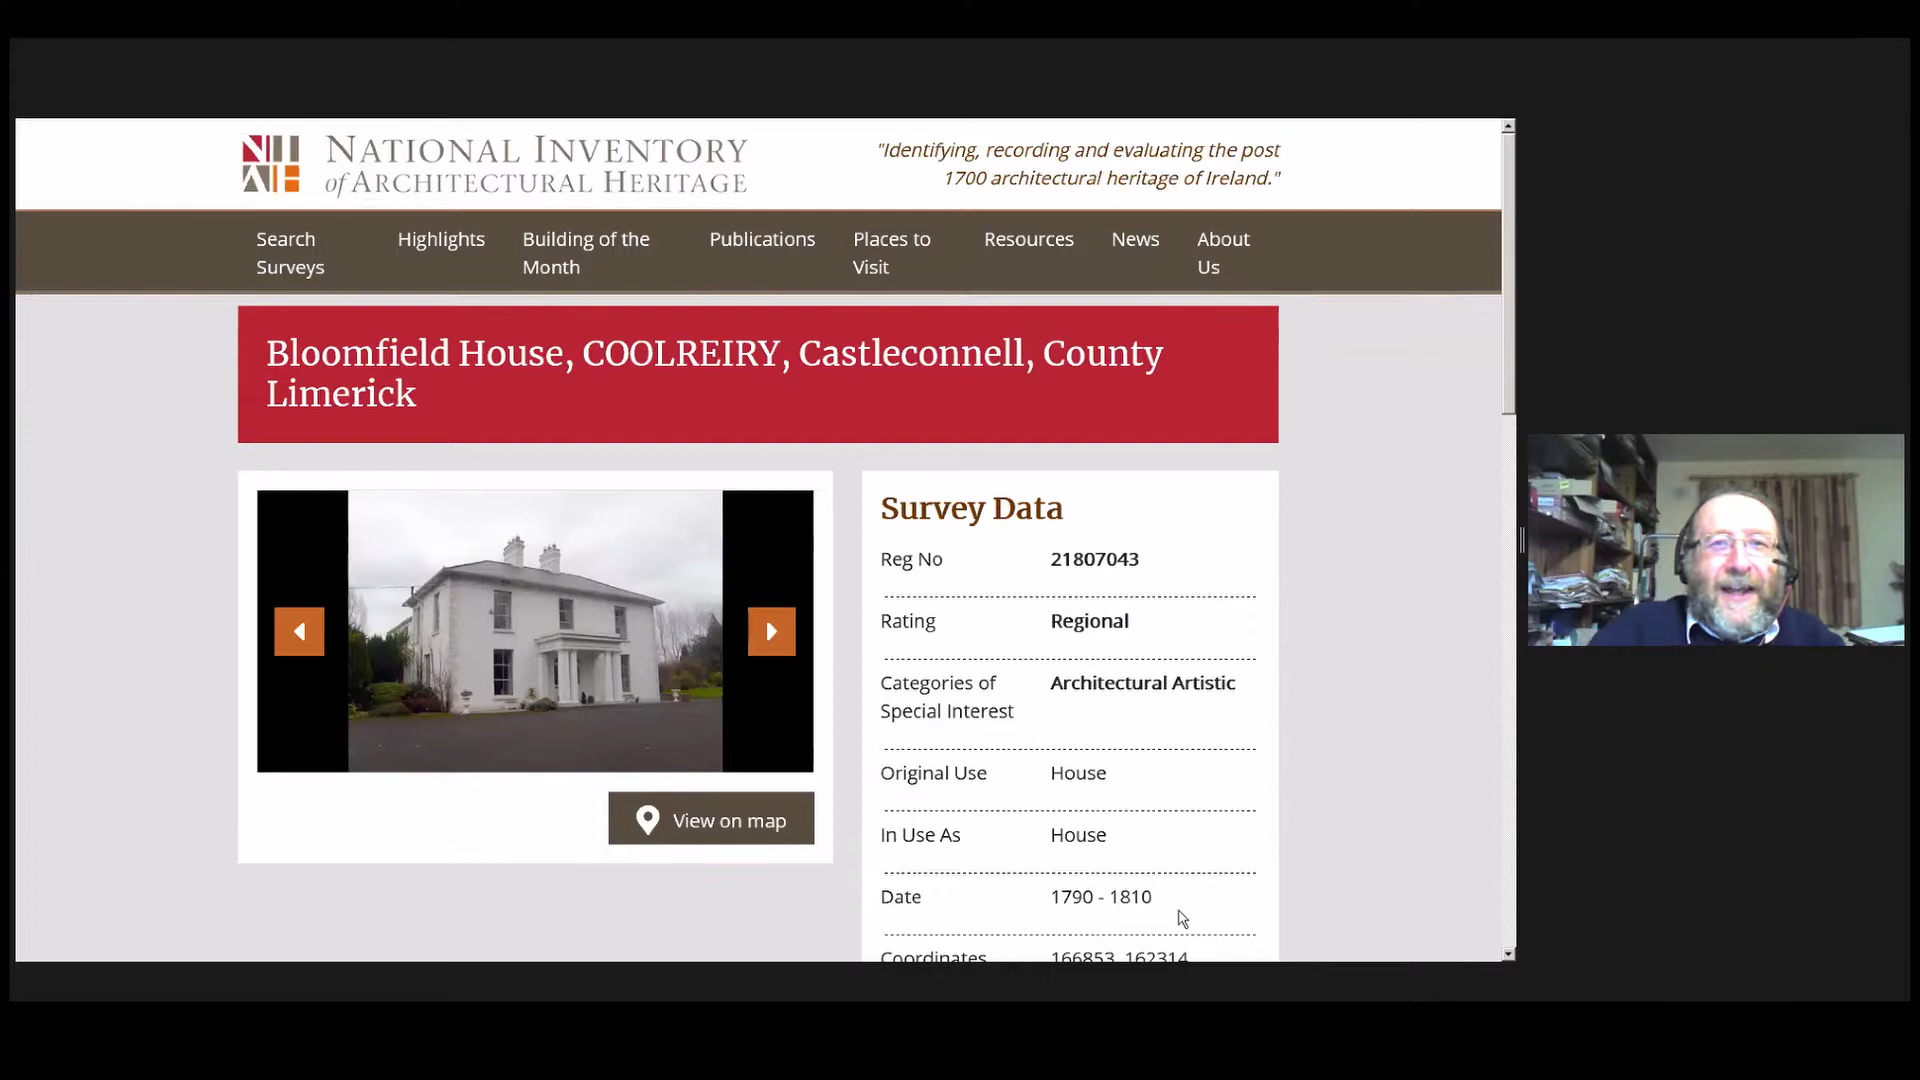 NATIONAL INVENTORY
of ARCHITECTURAL HERITAGE
"Identifying, recording and evaluating the post
1700 architectural heritage of Ireland."
Search
Surveys
Highlights
Building of the
Month
Publications
Places to
Visit
Resources
News
About
Us
Bloomfield House, COOLREIRY, Castleconnell, County
Limerick
View on map
Survey Data
Reg No 21807043
Rating Regional
Categories of
Special Interest
Architectural Artistic
Original Use House
In Use As House
Date 1790 - 1810
Coordinates 166853, 162314